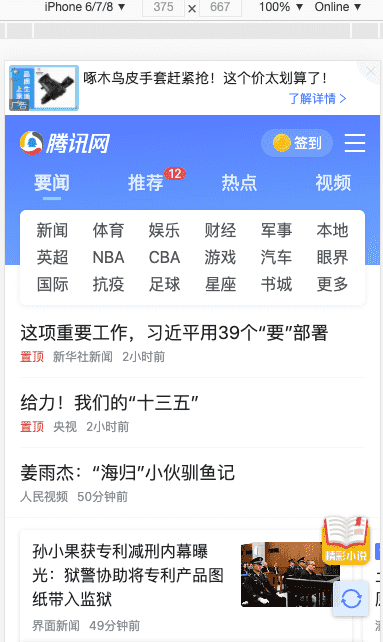 iPhone 6/7/8 ▼ 375 × 667 100% ▼ Online ▼
啄木鸟皮手套赶紧抢！这个价太划算了！
了解详情 >
广告
腾讯网 签到
要闻 推荐 12 热点 视频
新闻 体育 娱乐 财经 军事 本地
英超 NBA CBA 游戏 汽车 眼界
国际 抗疫 足球 星座 书城 更多
这项重要工作，习近平用39个“要”部署
置顶 新华社新闻 2小时前
给力！我们的“十三五”
置顶 央视 2小时前
姜雨杰：“海归”小伙驯鱼记
人民视频 50分钟前
精彩小说
孙小果获专利减刑内幕曝
光：狱警协助将专利产品图
纸带入监狱
界面新闻 49分钟前